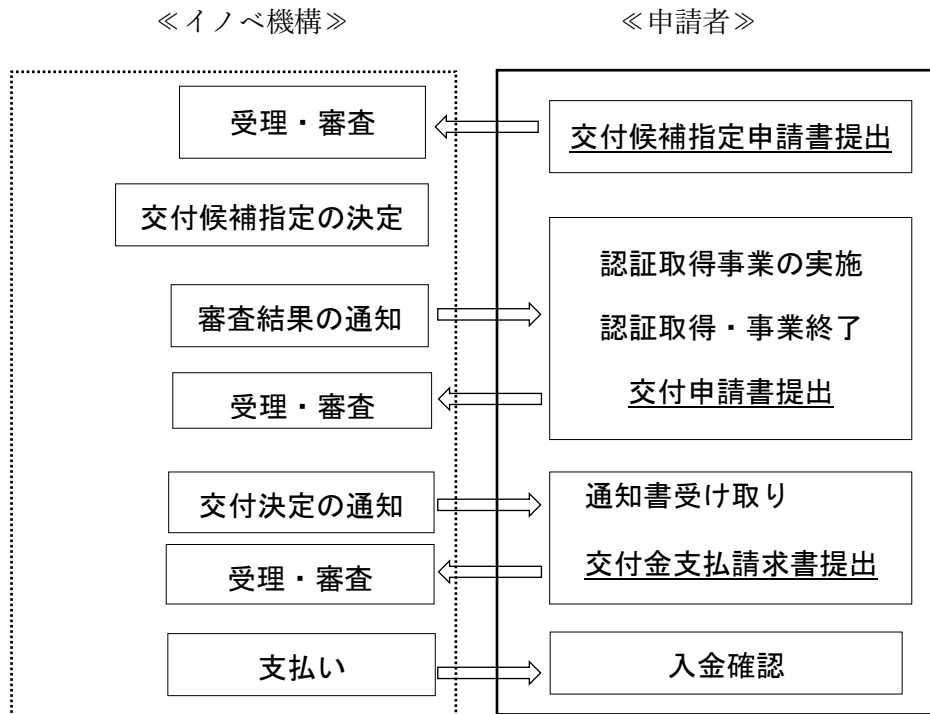 ≪イノベ機構≫
≪申請者≫
受理・審査
交付候補指定申請書提出
交付候補指定の決定
認証取得事業の実施
審査結果の通知
認証取得・事業終了
受理・審査
交付申請書提出
交付決定の通知
通知書受け取り
受理・審査
交付金支払請求書提出
支払い
入金確認